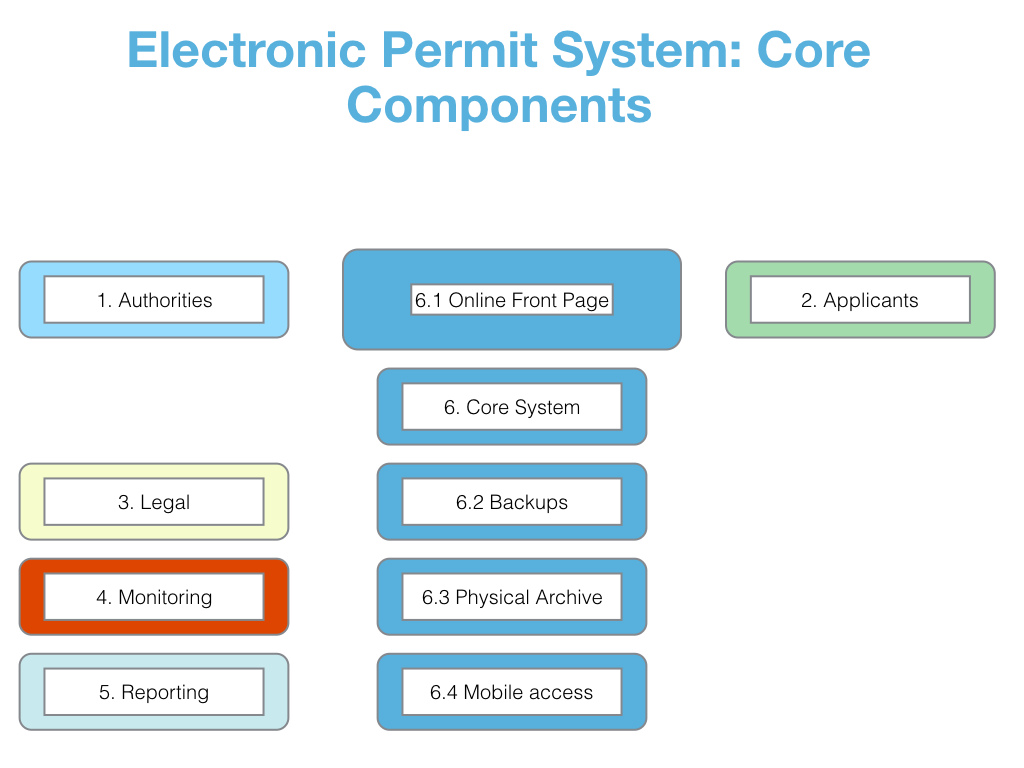 Electronic Permit System: Core
Components
1. Authorities
6.1 Online Front Page
2. Applicants
6. Core System
3. Legal
6.2 Backups
4. Monitoring
6.3 Physical Archive
5. Reporting
6.4 Mobile access